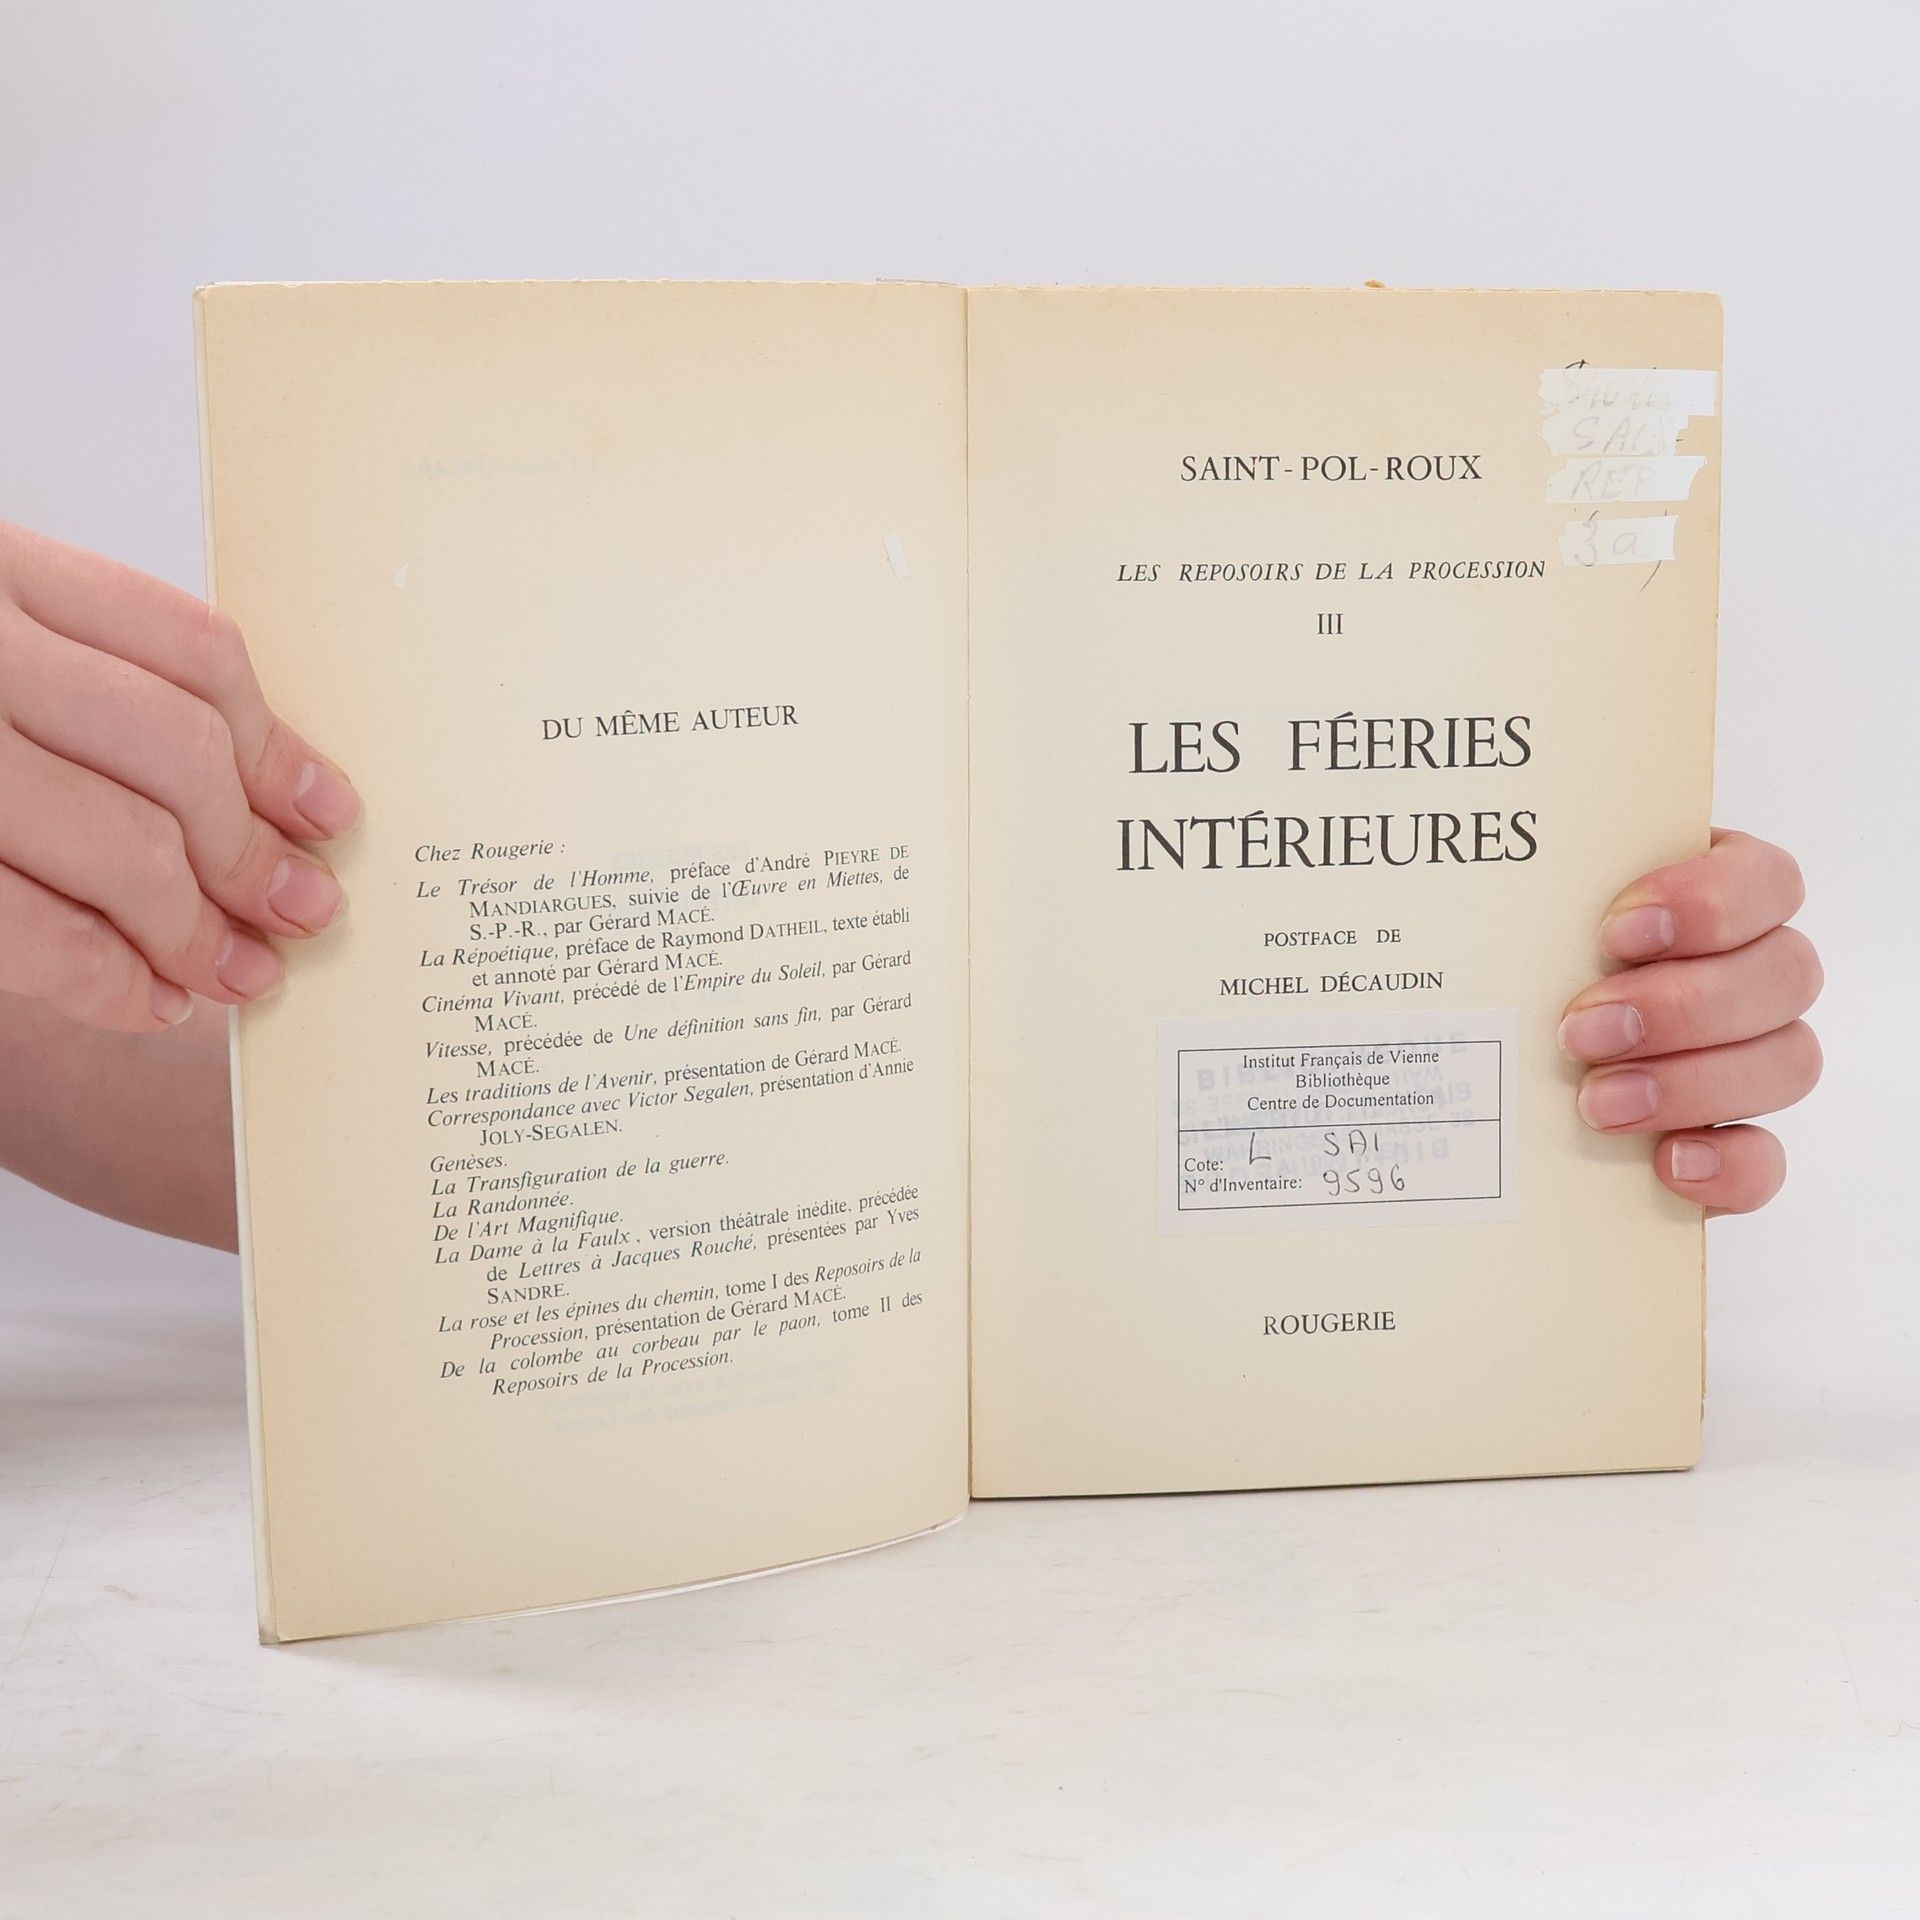 DU MÊME AUTEUR
Chez Rougerie :
Le Trésor de l'Homme, préface d'André PIEYRE DE
MANDIARGUES, suivie de l'Œuvre en Miettes, de
S.-P.-R., par Gérard MACÉ.
La Répoétique, préface de Raymond DATHEIL, texte établi
et annoté par Gérard MACÉ.
Cinéma Vivant, précédé de l'Empire du Soleil, par Gérard
MACÉ.
Vitesse, précédée de Une définition sans fin, par Gérard
MACÉ.
Les traditions de l'Avenir, présentation de Gérard MACÉ.
Correspondance avec Victor Segalen, présentation d'Annie
JOLY-SEGALEN.
Genèses.
La Transfiguration de la guerre.
La Randonnée.
De l'Art Magnifique.
La Dame à la Faulx , version théâtrale inédite, précédée
de Lettres à Jacques Rouché, présentées par Yves
SANDRE.
La rose et les épines du chemin, tome I des Reposoirs de la
Procession, présentation de Gérard MACÉ.
De la colombe au corbeau par le paon, tome II des
Reposoirs de la Procession.
SAI
REP
3a
SAINT-POL-ROUX
LES REPOSOIRS DE LA PROCESSION
III
LES FÉERIES
INTÉRIEURES
POSTFACE DE
MICHEL DÉCAUDIN
Institut Français de Vienne
Bibliothèque
Centre de Documentation
Cote: L SAI
N° d'Inventaire: 9596
ROUGERIE